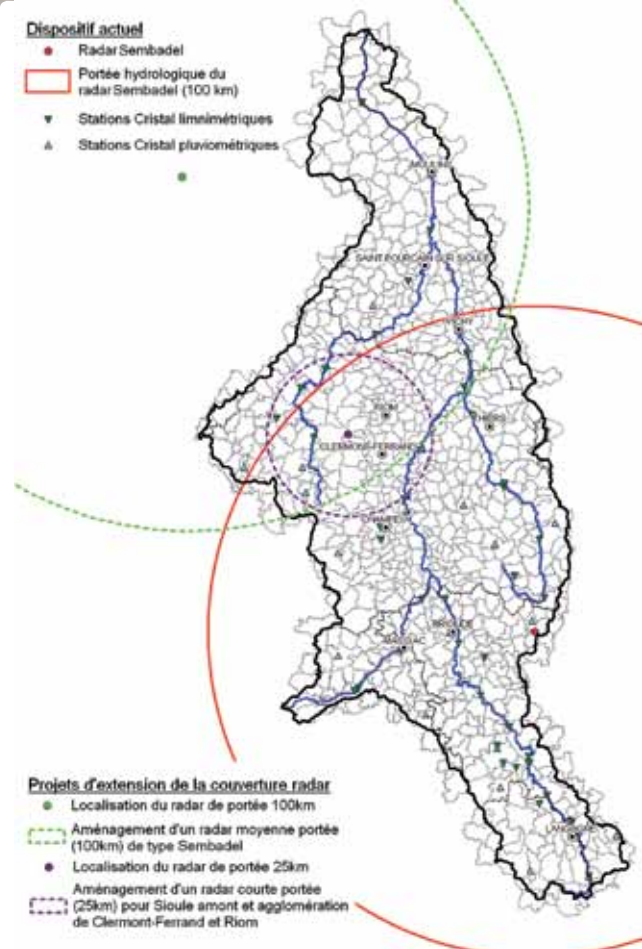 Dispositif actuel
Radar Sembadel
Portée hydrologique du
radar Sembadel (100 km)
Stations Cristal limnimétriques
Stations Cristal pluviométriques
MOULINS
SAINT-POURCAIN-SUR-SIOULE
VICHY
RIOM
THIERS
CLERMONT-FERRAND
BRIOUDE
MASSIAC
Projets d'extension de la couverture radar
Localisation du radar de portée 100km
Aménagement d'un radar moyenne portée
(100km) de type Sembadel
Localisation du radar de portée 25km
Aménagement d'un radar courte portée
(25km) pour Sioule amont et agglomération
de Clermont-Ferrand et Riom